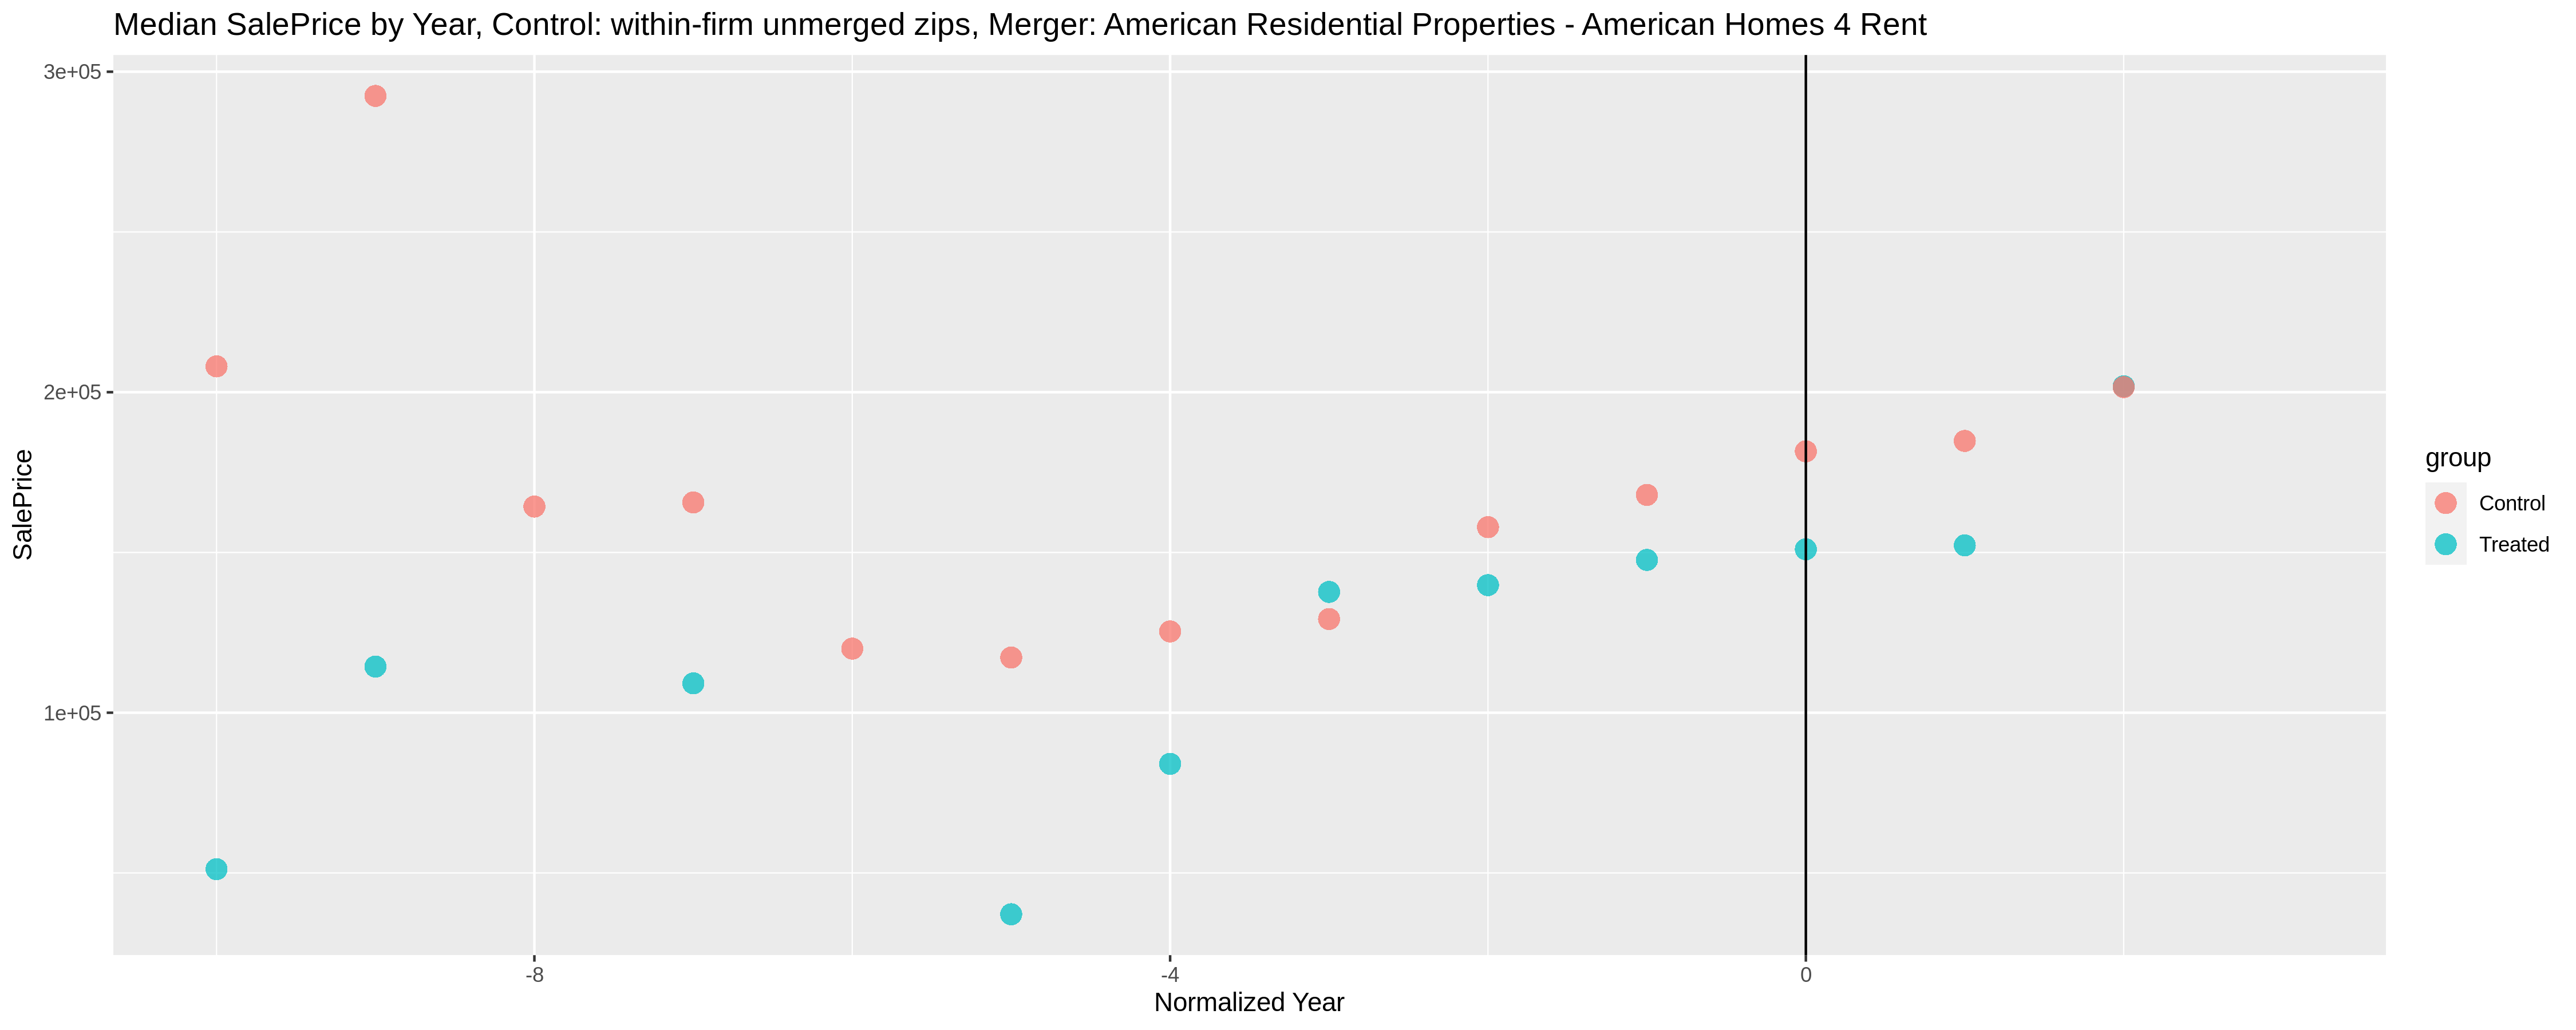 Median SalePrice by Year, Control: within-firm unmerged zips, Merger: American Residential Properties - American Homes 4 Rent
3e+05
2e+05
1e+05
SalePrice
-8
-4
0
Normalized Year
group
Control
Treated